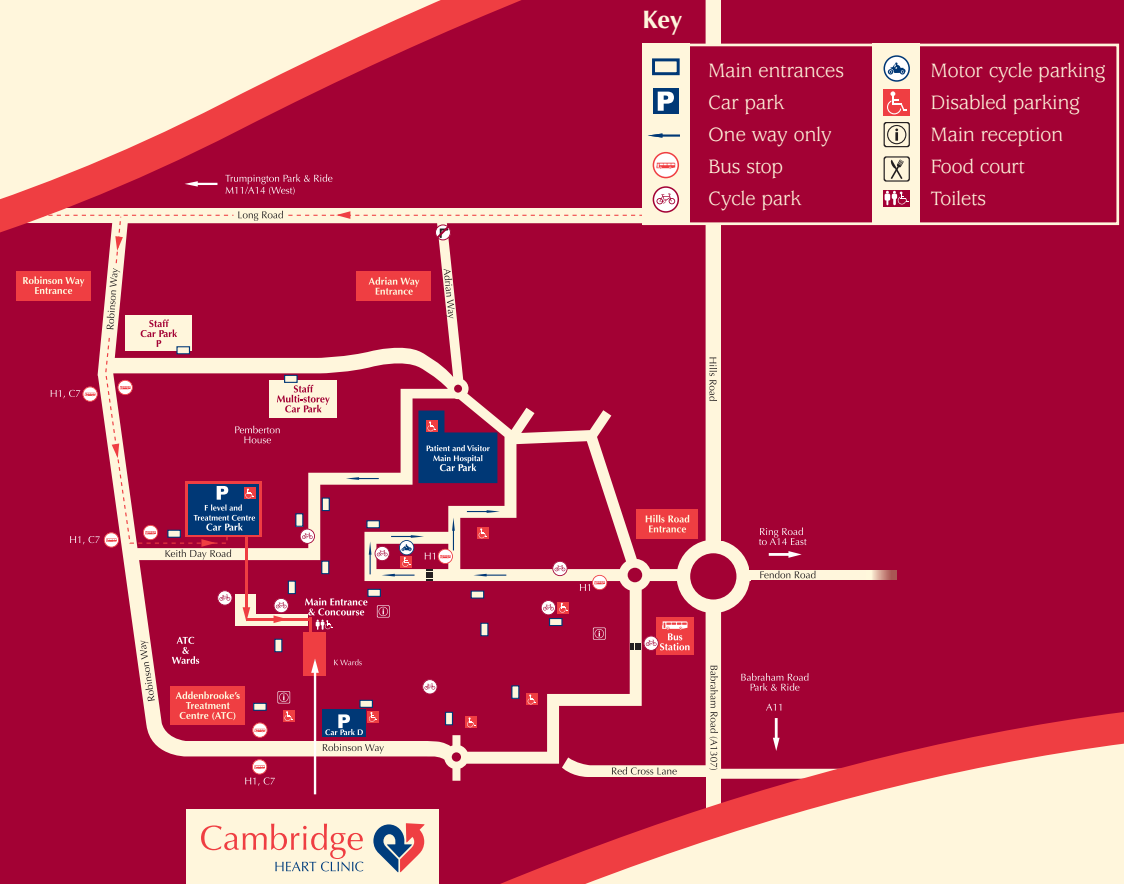 Key
Main entrances
Car park
One way only
Bus stop
Cycle park
Motor cycle parking
Disabled parking
Main reception
Food court
Toilets
P
Trumpington Park & Ride
M11/A14 (West)
Long Road
Robinson Way
Entrance
Robinson Way
Adrian Way
Entrance
Adrian Way
Staff
Car Park
P
H1, C7
Staff
Multi-storey
Car Park
Pemberton
House
Hills Road
Patient and Visitor
Main Hospital
Car Park
P
F level and
Treatment Centre
Car Park
H1, C7
Keith Day Road
H1
Hills Road
Entrance
Ring Road
to A14 East
Fendon Road
H1
Main Entrance
& Concourse
ATC
&
Wards
K Wards
Bus
Station
Robinson Way
Babraham Road (A1307)
Babraham Road
Park & Ride
A11
Addenbrooke's
Treatment
Centre (ATC)
P
Car Park D
Robinson Way
H1, C7
Red Cross Lane
Cambridge
HEART CLINIC